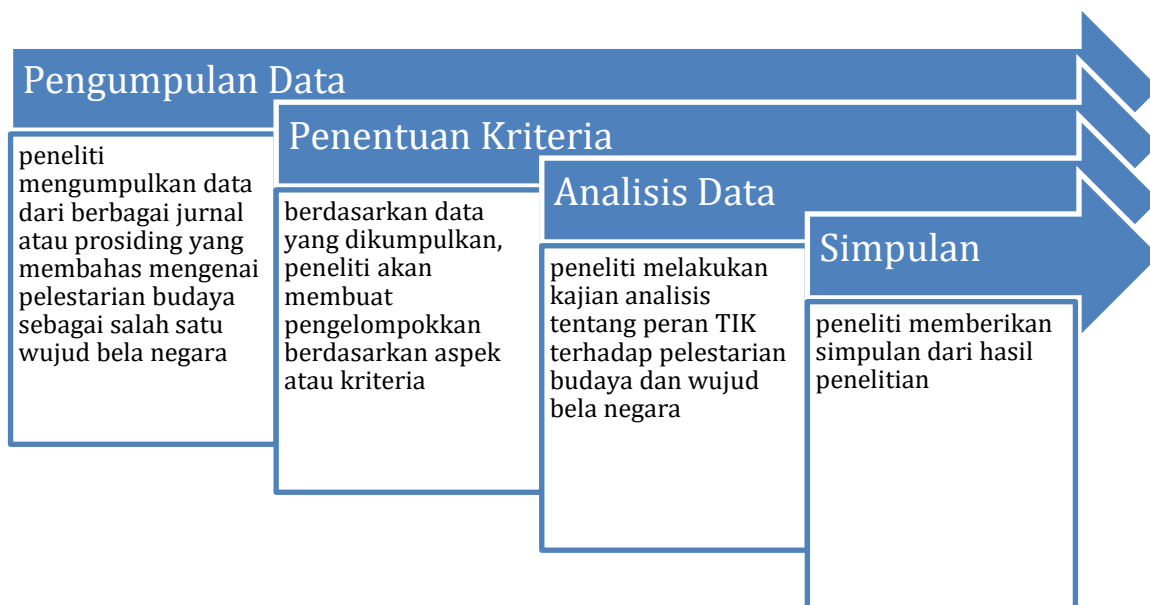 Pengumpulan Data
peneliti
mengumpulkan data
dari berbagai jurnal
atau prosiding yang
membahas mengenai
pelestarian budaya
sebagai salah satu
wujud bela negara
Penentuan Kriteria
berdasarkan data
yang dikumpulkan,
peneliti akan
membuat
pengelompokkan
berdasarkan aspek
atau kriteria
Analisis Data
peneliti melakukan
kajian analisis
tentang peran TIK
terhadap pelestarian
budaya dan wujud
bela negara
Simpulan
peneliti memberikan
simpulan dari hasil
penelitian